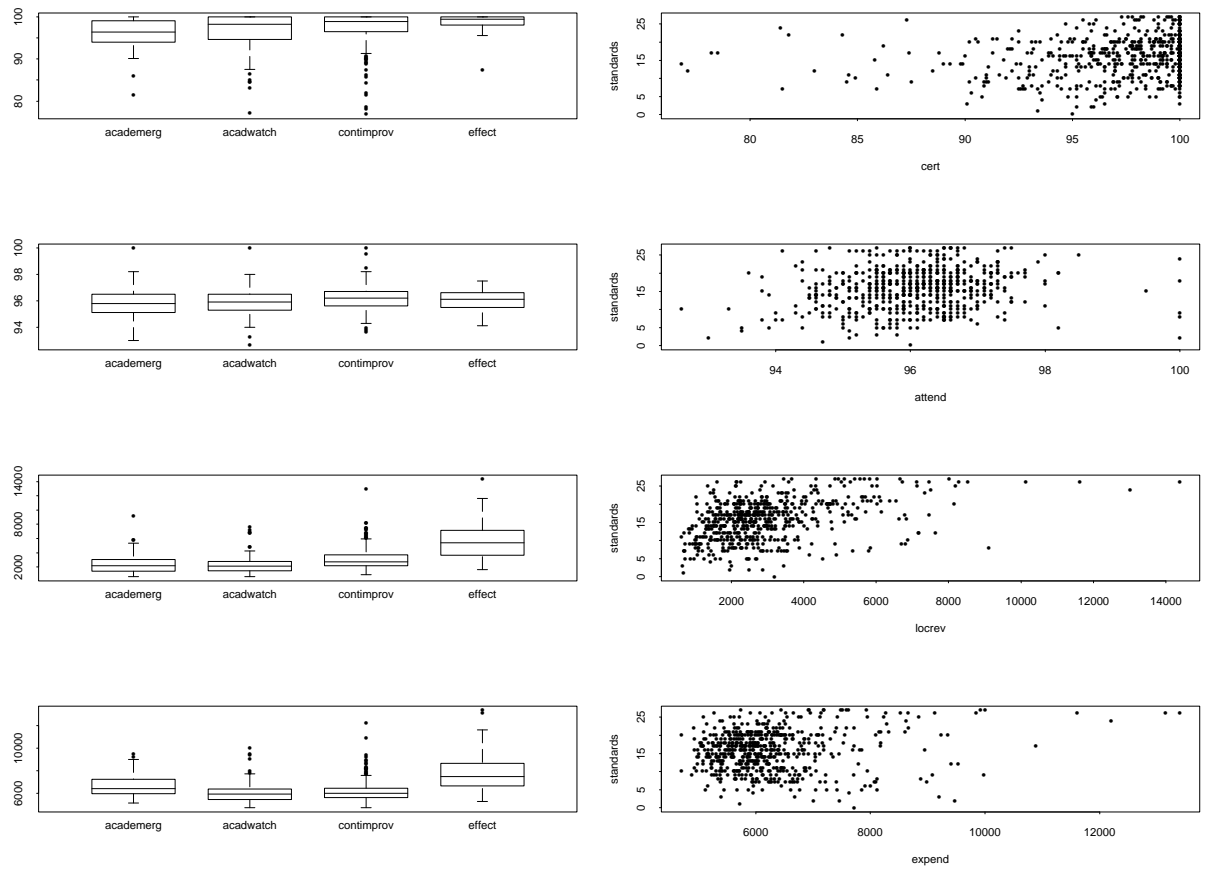 80 90 100
academerg acadwatch contimprov effect
standards
0 5 15 25
80 85 90 95 100
cert
94 96 98 100
academerg acadwatch contimprov effect
standards
0 5 15 25
94 96 98 100
attend
2000 8000 14000
academerg acadwatch contimprov effect
standards
0 5 15 25
2000 4000 6000 8000 10000 12000 14000
locrev
6000 10000
academerg acadwatch contimprov effect
standards
0 5 15 25
6000 8000 10000 12000
expend